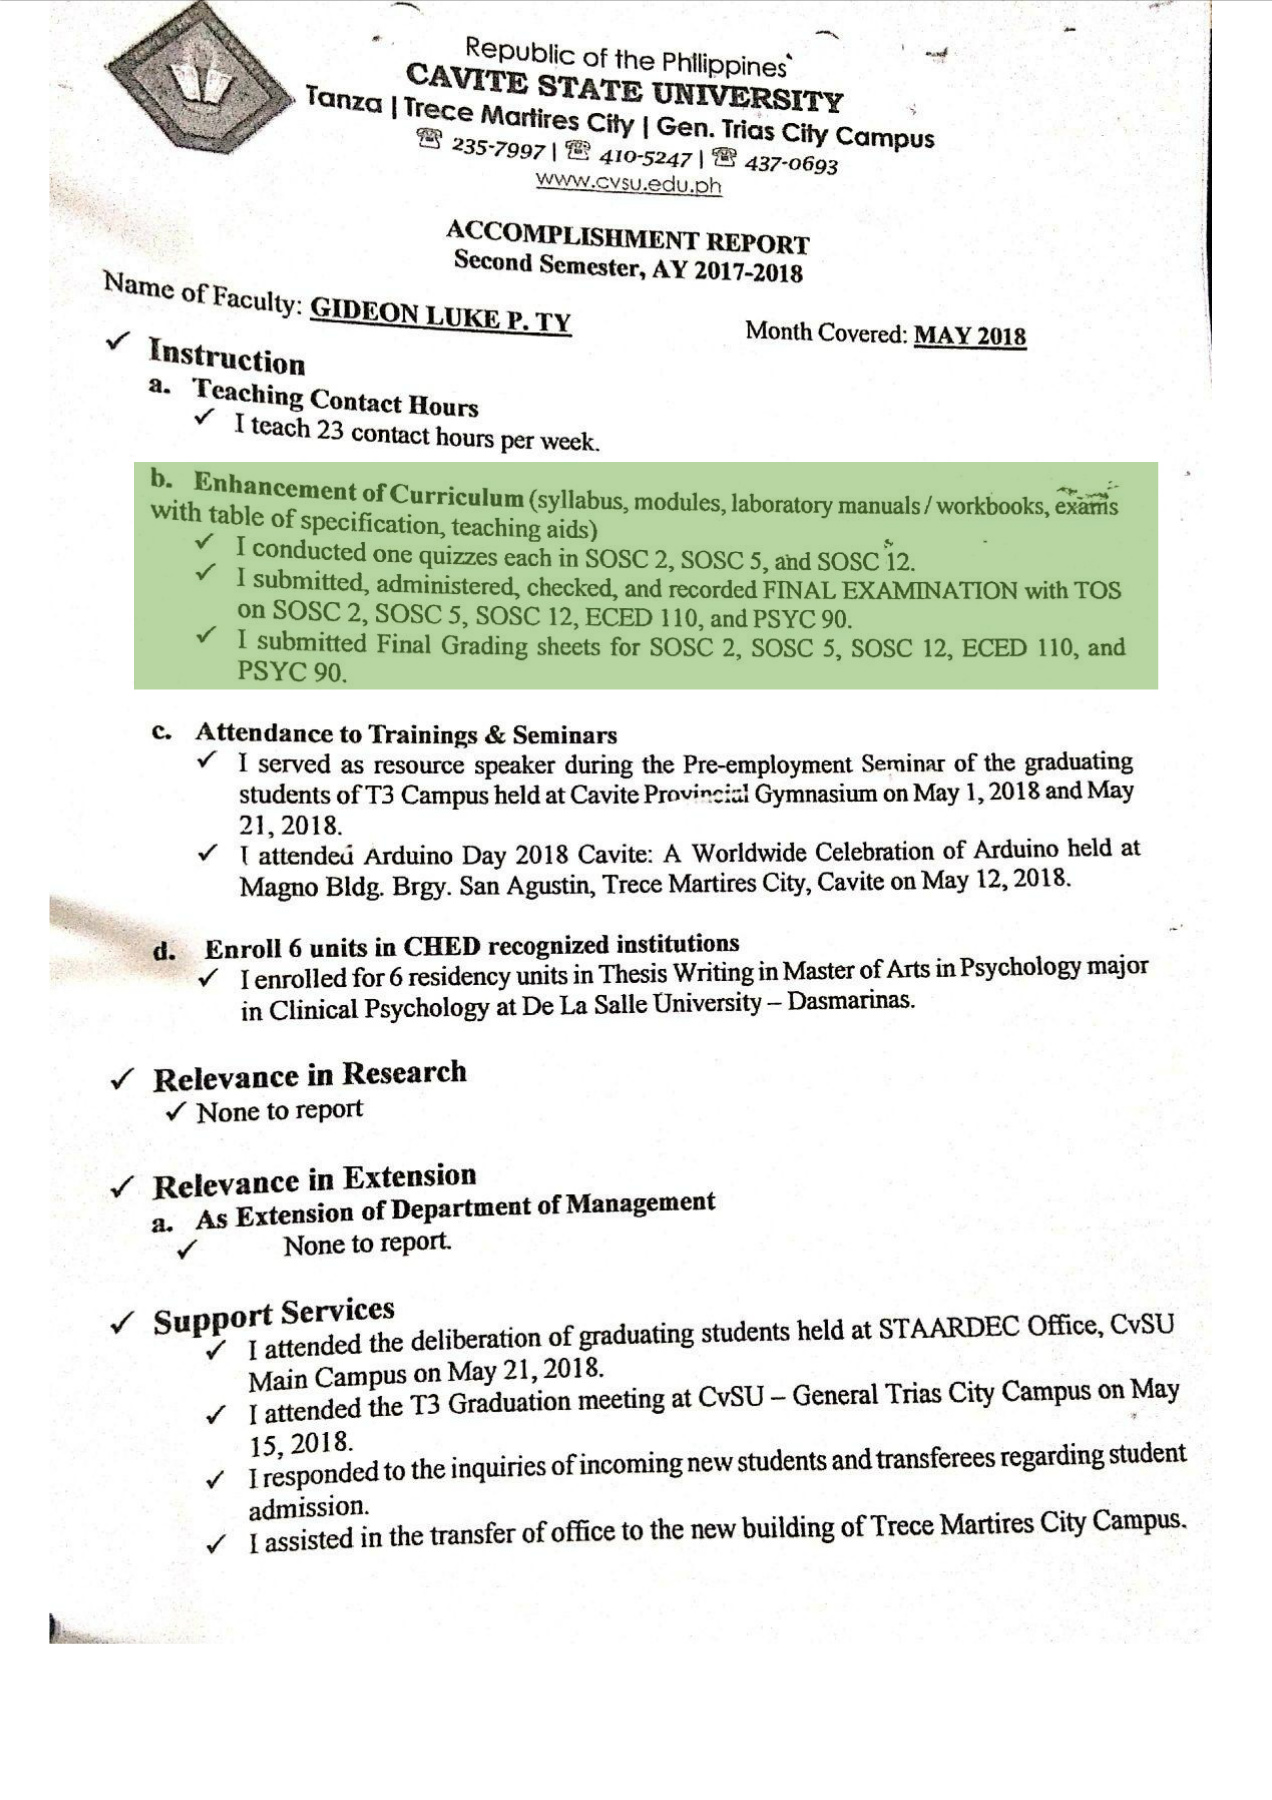 Republic of the Philippines
CAVITE STATE UNIVERSITY
Tanza | Trece Martires City | Gen. Trias City Campus
☏ 235-7997 | ☏ 410-5247 | ☏ 437-0693
www.cvsu.edu.ph
ACCOMPLISHMENT REPORT
Second Semester, AY 2017-2018
Name of Faculty: GIDEON LUKE P. TY
Month Covered: MAY 2018
✓ Instruction
a. Teaching Contact Hours
✓ I teach 23 contact hours per week.
b. Enhancement of Curriculum (syllabus, modules, laboratory manuals / workbooks, exams
with table of specification, teaching aids)
✓ I conducted one quizzes each in SOSC 2, SOSC 5, and SOSC 12.
✓ I submitted, administered, checked, and recorded FINAL EXAMINATION with TOS
on SOSC 2, SOSC 5, SOSC 12, ECED 110, and PSYC 90.
✓ I submitted Final Grading sheets for SOSC 2, SOSC 5, SOSC 12, ECED 110, and
PSYC 90.
c. Attendance to Trainings & Seminars
✓ I served as resource speaker during the Pre-employment Seminar of the graduating
students of T3 Campus held at Cavite Provincial Gymnasium on May 1, 2018 and May
21, 2018.
✓ I attended Arduino Day 2018 Cavite: A Worldwide Celebration of Arduino held at
Magno Bldg. Brgy. San Agustin, Trece Martires City, Cavite on May 12, 2018.
d. Enroll 6 units in CHED recognized institutions
✓ I enrolled for 6 residency units in Thesis Writing in Master of Arts in Psychology major
in Clinical Psychology at De La Salle University – Dasmarinas.
✓ Relevance in Research
✓ None to report
✓ Relevance in Extension
a. As Extension of Department of Management
✓ None to report.
✓ Support Services
✓ I attended the deliberation of graduating students held at STAARDEC Office, CvSU
Main Campus on May 21, 2018.
✓ I attended the T3 Graduation meeting at CvSU – General Trias City Campus on May
15, 2018.
✓ I responded to the inquiries of incoming new students and transferees regarding student
admission.
✓ I assisted in the transfer of office to the new building of Trece Martires City Campus.